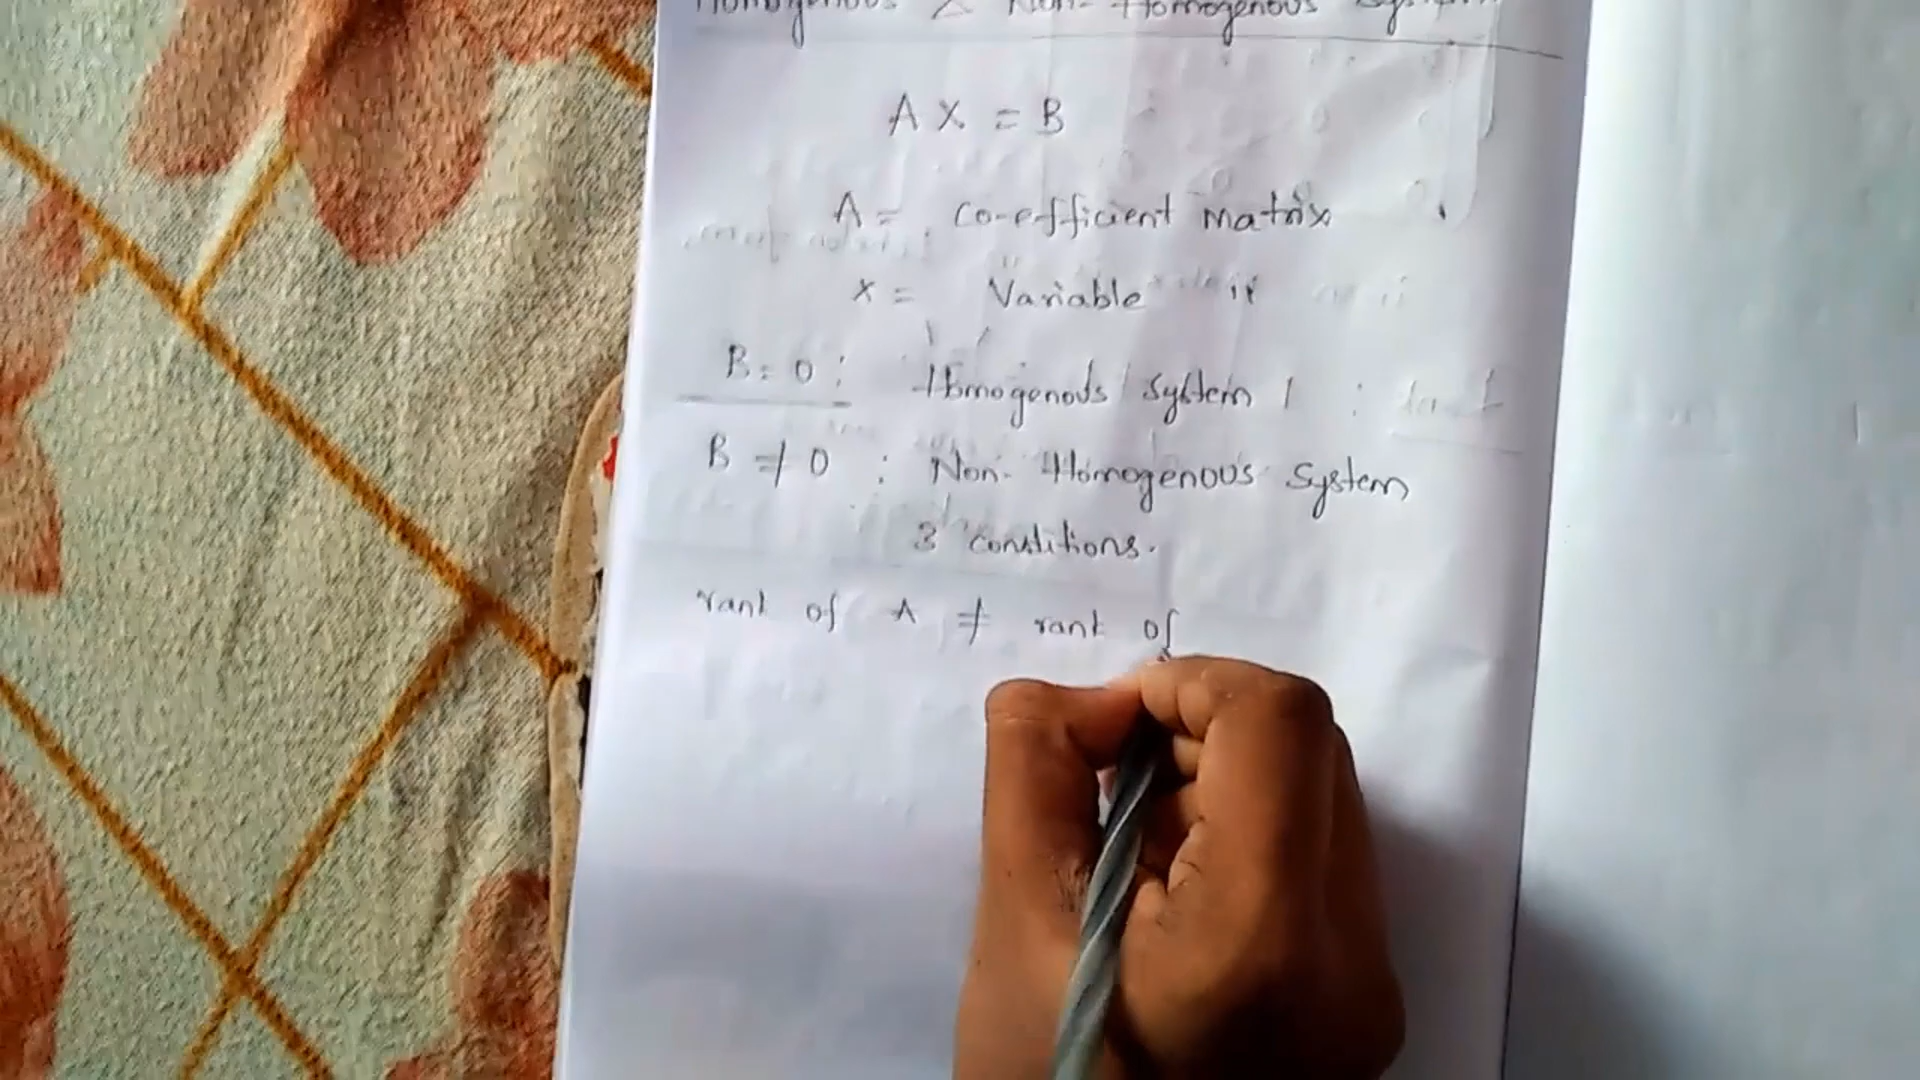 Homogenous & Non-Homogenous System
A X = B
A = co-efficient matrix
x = Variable "
B = 0 : Homogenous System
B ≠ 0 : Non-Homogenous System
3 conditions.
rank of A ≠ rank of